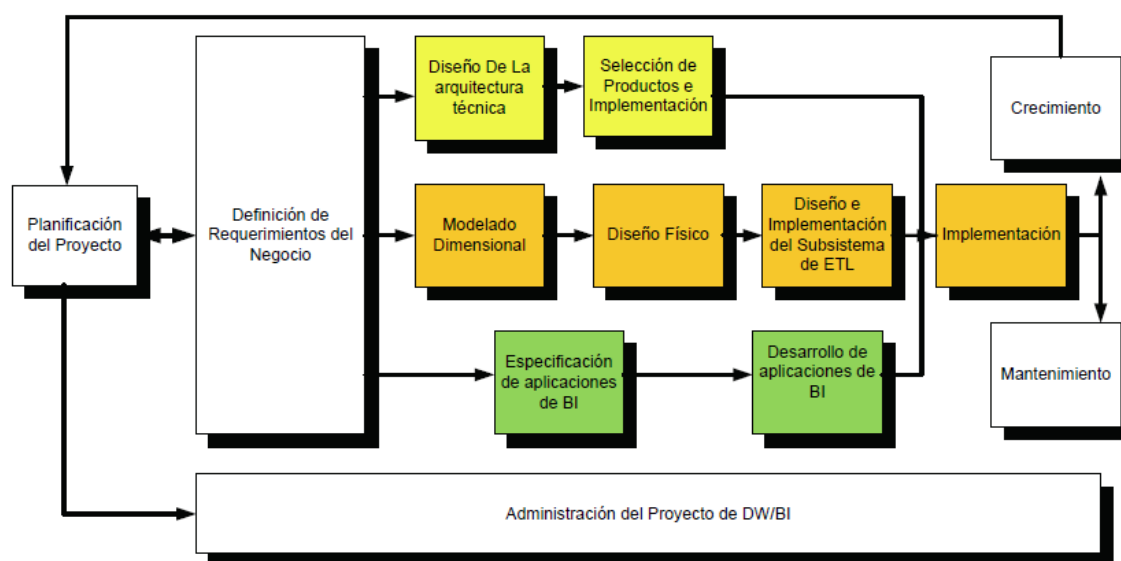 Diseño De La
arquitectura
técnica
Selección de
Productos e
Implementación
Crecimiento
Planificación
del Proyecto
Definición de
Requerimientos del
Negocio
Modelado
Dimensional
Diseño Físico
Diseño e
Implementación
del Subsistema
de ETL
Implementación
Especificación
de aplicaciones
de BI
Desarrollo de
aplicaciones de
BI
Mantenimiento
Administración del Proyecto de DW/BI